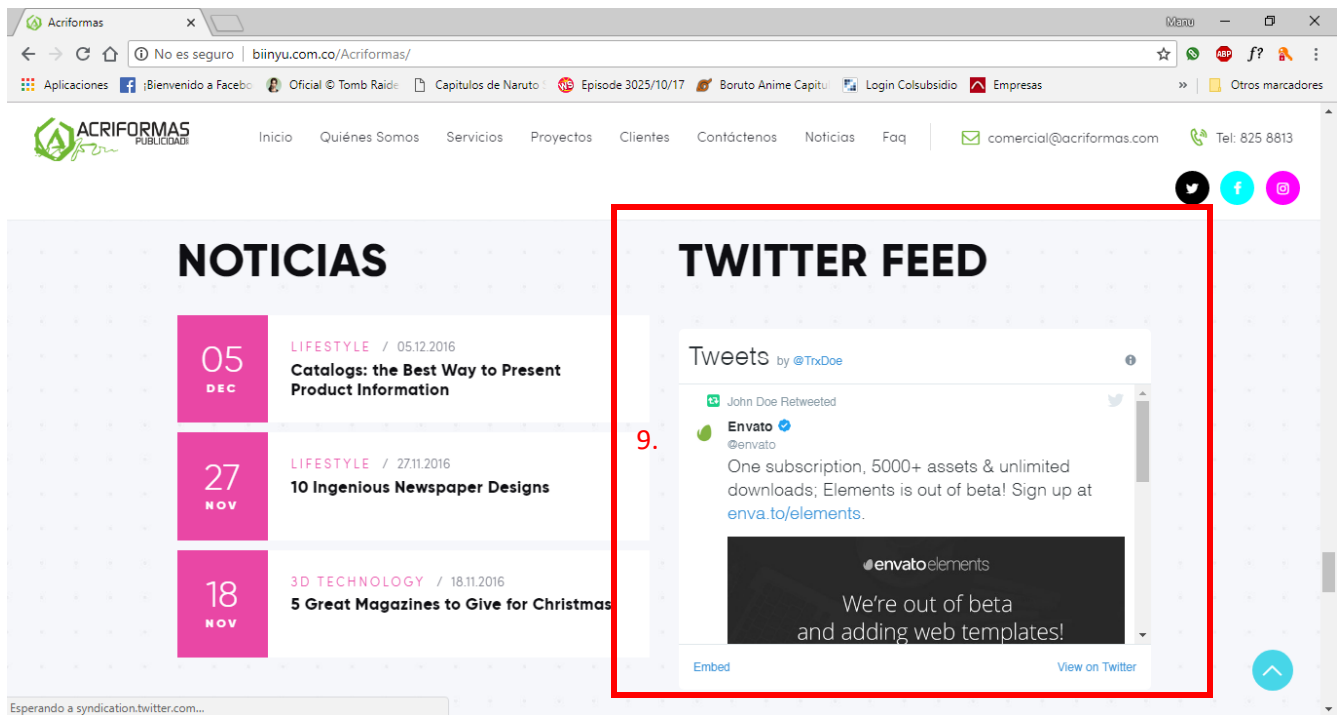 Acriformas
Manu
No es seguro | biinyu.com.co/Acriformas/
ABP
f?
Aplicaciones
¡Bienvenido a Facebo
Oficial © Tomb Raide
Capitulos de Naruto S
Episode 3025/10/17
Boruto Anime Capitul
Login Colsubsidio
Empresas
»
Otros marcadores
ACRIFORMAS
PUBLICIDAD
Inicio
Quiénes Somos
Servicios
Proyectos
Clientes
Contáctenos
Noticias
Faq
comercial@acriformas.com
Tel: 825 8813
NOTICIAS
05
DEC
LIFESTYLE / 05.12.2016
Catalogs: the Best Way to Present
Product Information
27
NOV
LIFESTYLE / 27.11.2016
10 Ingenious Newspaper Designs
18
NOV
3D TECHNOLOGY / 18.11.2016
5 Great Magazines to Give for Christmas
9.
TWITTER FEED
Tweets by @TrxDoe
John Doe Retweeted
Envato
@envato
One subscription, 5000+ assets & unlimited
downloads; Elements is out of beta! Sign up at
enva.to/elements.
envatoelements
We're out of beta
and adding web templates!
Embed
View on Twitter
Esperando a syndication.twitter.com...